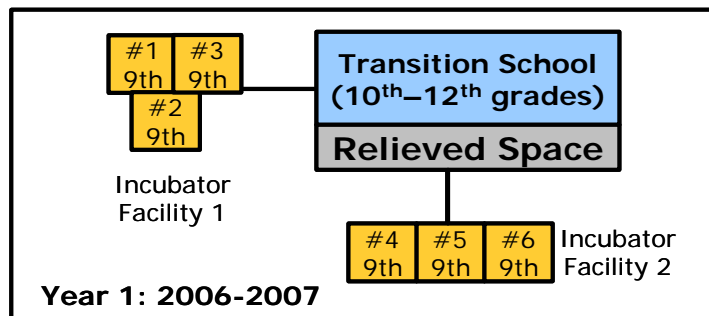 #1 #3
9th 9th
#2
9th
Incubator
Facility 1
Transition School
(10th–12th grades)
Relieved Space
#4 #5 #6
9th 9th 9th
Incubator
Facility 2
Year 1: 2006-2007